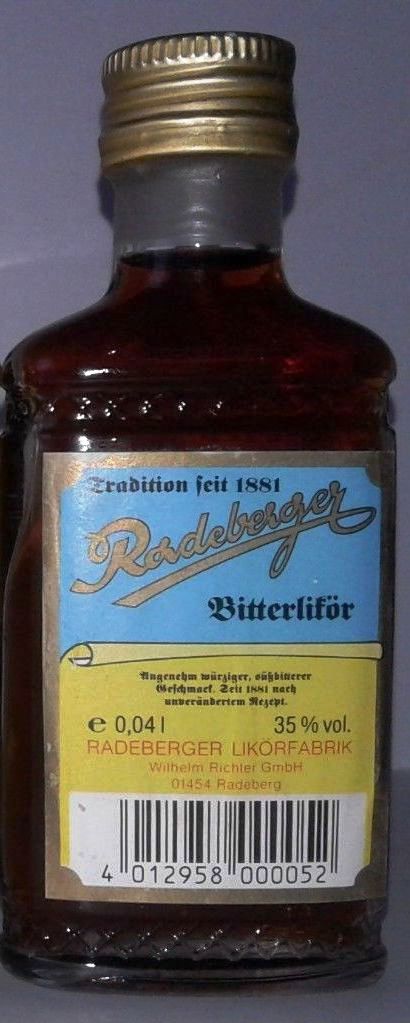 Tradition seit 1881
Radeberger
Bitterlikör
Angenehm würziger, süßbitterer
Geschmack. Seit 1881 nach
unverändertem Rezept.
e 0,04 l 35 % vol.
RADEBERGER LIKÖRFABRIK
Wilhelm Richter GmbH
01454 Radeberg
4 012958 000052